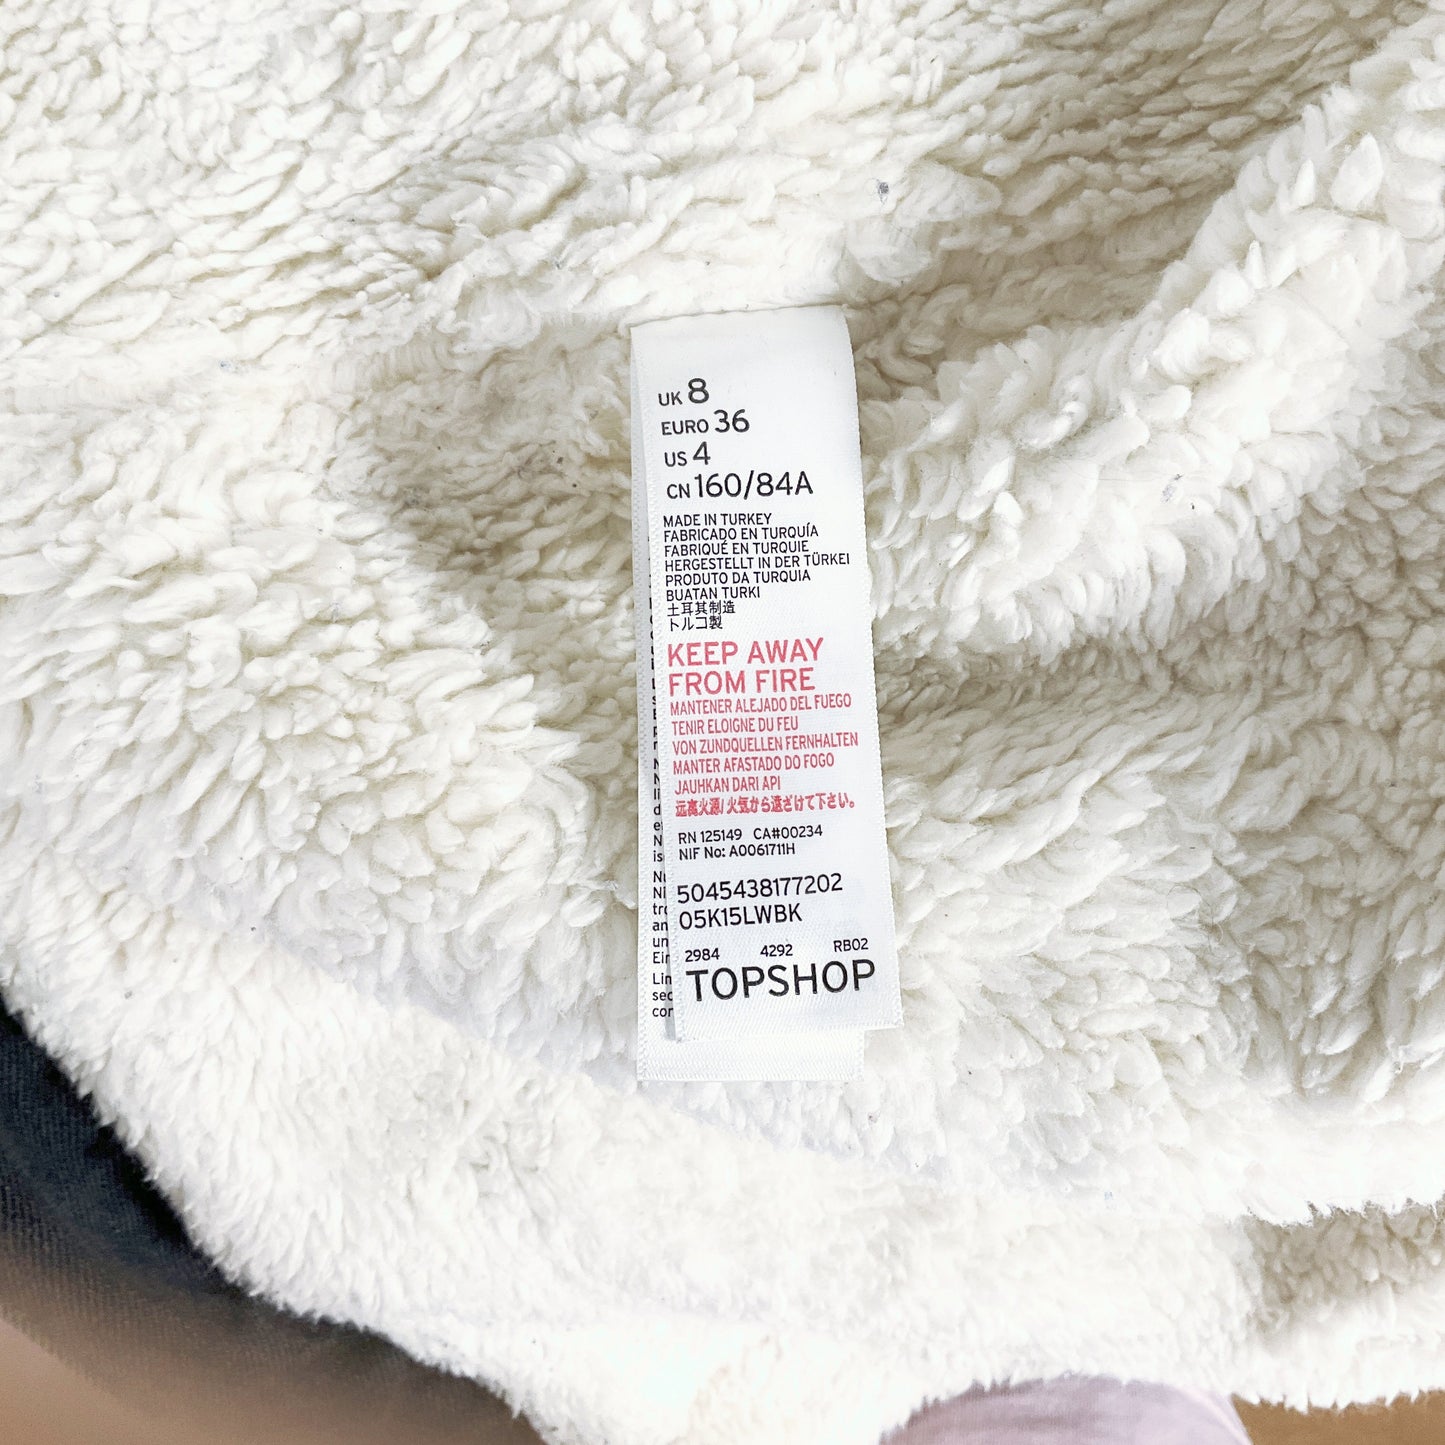 UK 8
EURO 36
US 4
CN 160/84A
MADE IN TURKEY
FABRICADO EN TURQUÍA
FABRIQUÉ EN TURQUIE
HERGESTELLT IN DER TÜRKEI
PRODUTO DA TURQUIA
BUATAN TURKI
土耳其制造
トルコ製
KEEP AWAY
FROM FIRE
MANTENER ALEJADO DEL FUEGO
TENIR ELOIGNE DU FEU
VON ZUNDQUELLEN FERNHALTEN
MANTER AFASTADO DO FOGO
JAUHKAN DARI API
远离火源/ 火気から遠ざけて下さい。
RN 125149 CA#00234
NIF No: A0061711H
5045438177202
05K15LWBK
2984 4292 RB02
TOPSHOP